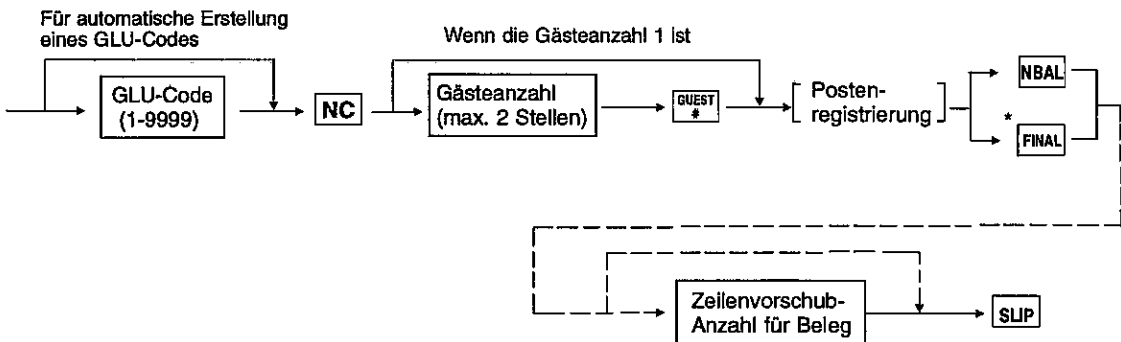 Für automatische Erstellung
eines GLU-Codes
Wenn die Gästeanzahl 1 ist
GLU-Code
(1-9999)
NC
Gästeanzahl
(max. 2 Stellen)
GUEST
#
[Posten-
registrierung]
NBAL
*
FINAL
Zeilenvorschub-
Anzahl für Beleg
SLIP